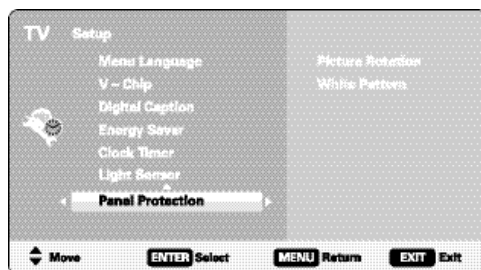 TV Setup
Menu Language
V - Chip
Digital Caption
Energy Saver
Clock Timer
Light Sensor
Panel Protection
Picture Rotation
White Pattern
Move ENTER Select MENU Return EXIT Exit